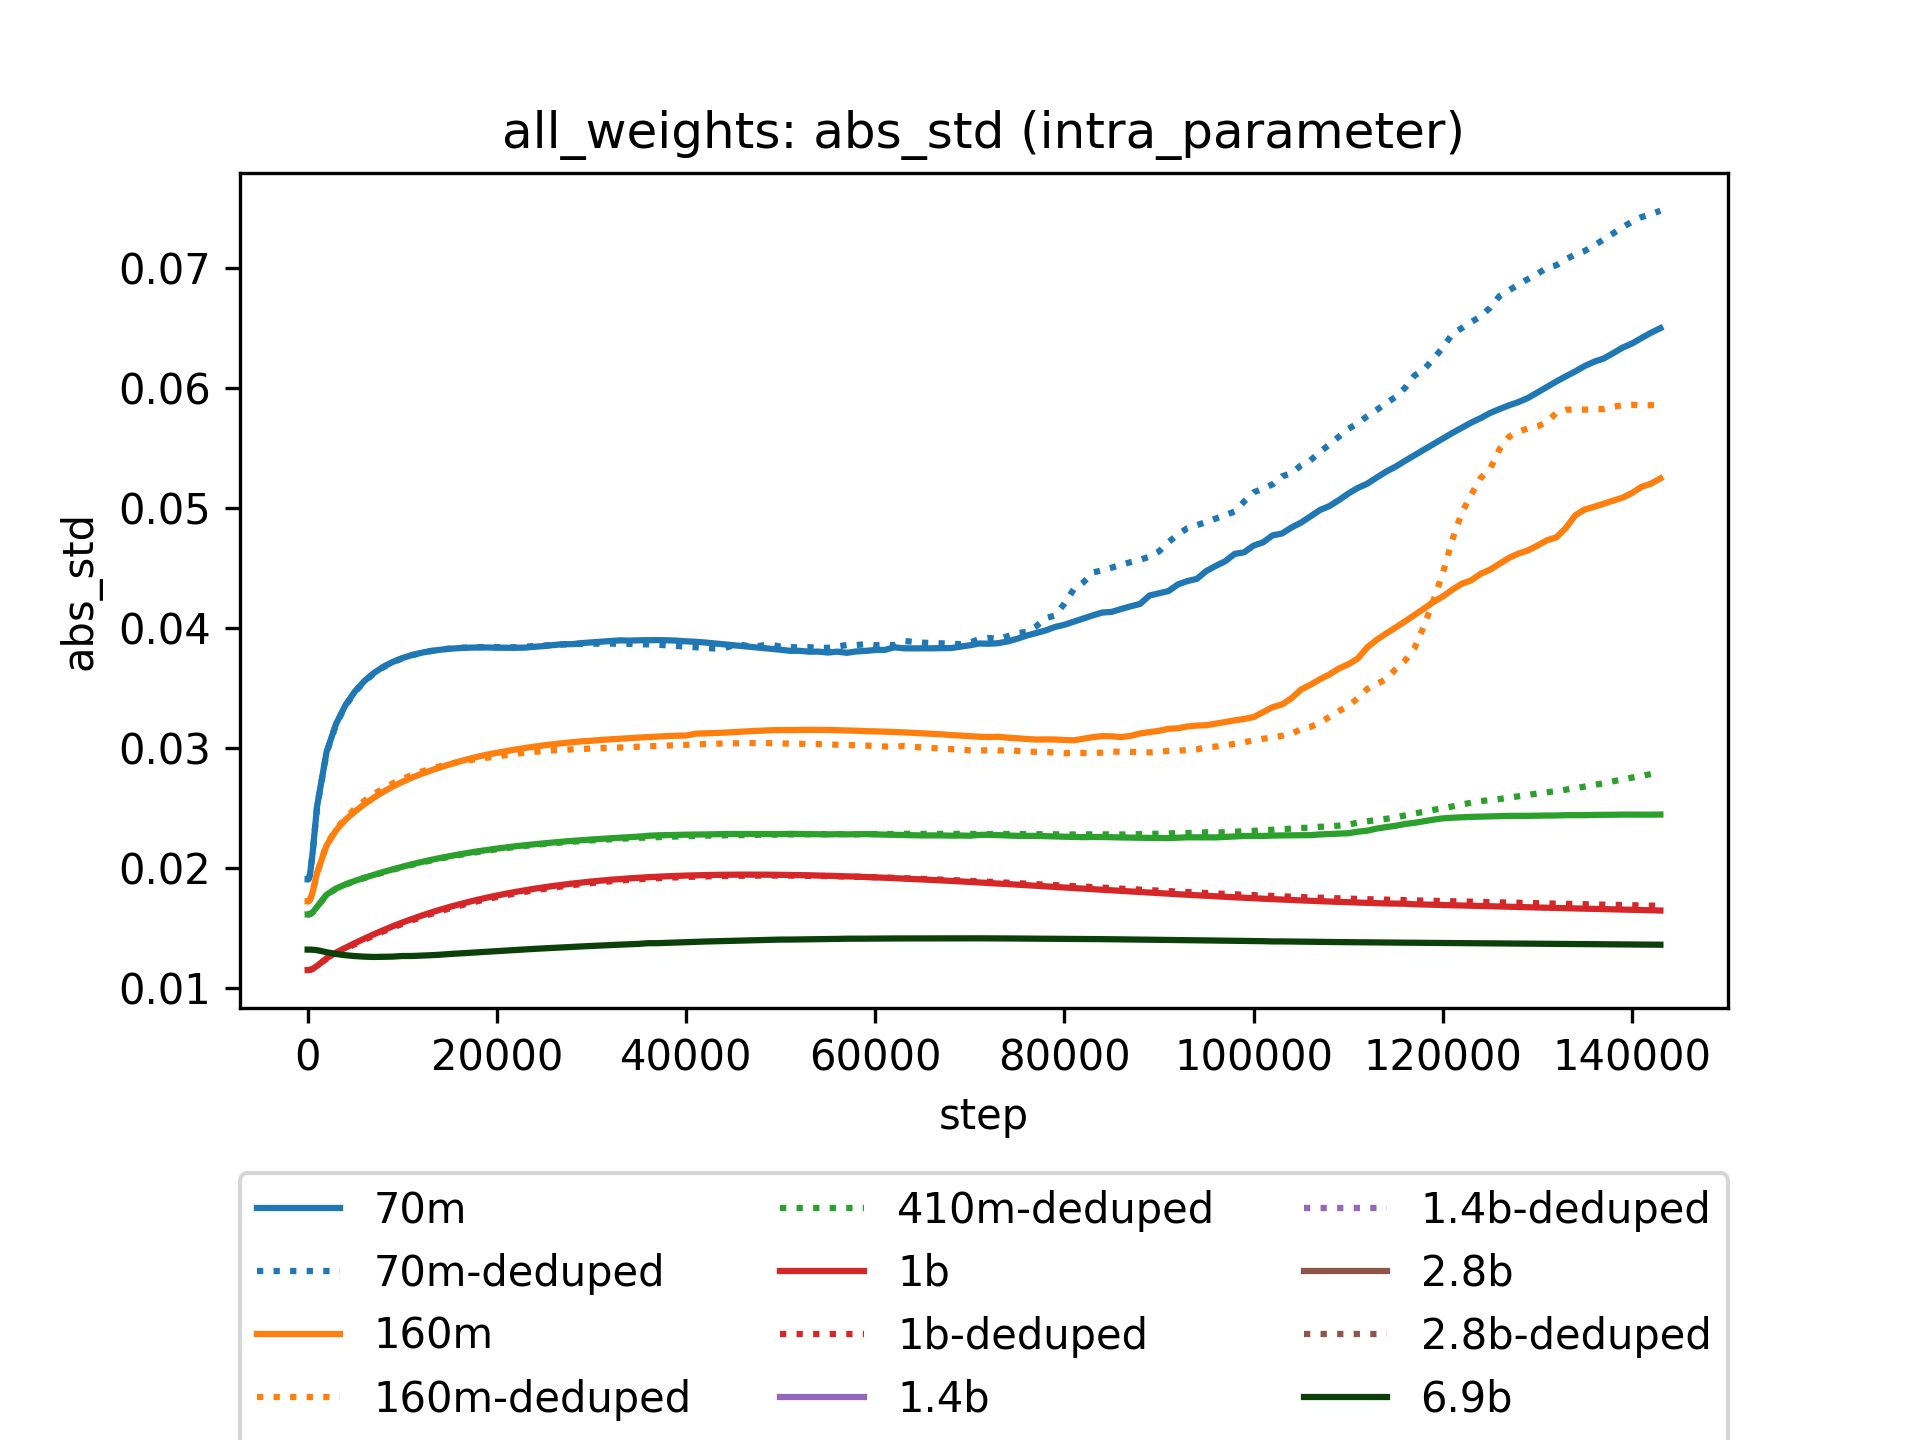 all_weights: abs_std (intra_parameter)
abs_std
0.07
0.06
0.05
0.04
0.03
0.02
0.01
0 20000 40000 60000 80000 100000 120000 140000
step
70m 410m-deduped 1.4b-deduped
70m-deduped 1b 2.8b
160m 1b-deduped 2.8b-deduped
160m-deduped 1.4b 6.9b